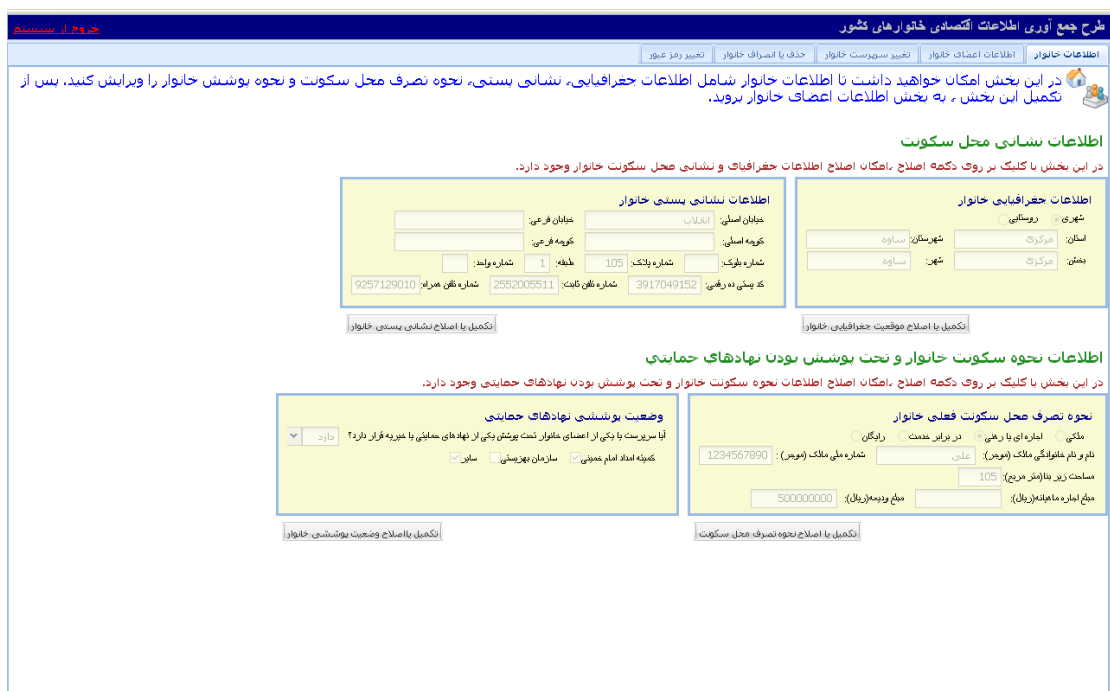 طرح جمع آوری اطلاعات اقتصادی خانوارهای کشور
خروج از سیستم
اطلاعات خانوار
اطلاعات اعضای خانوار
تغییر سرپرست خانوار
حذف یا انصراف خانوار
تغییر رمز عبور
در این بخش امکان خواهید داشت تا اطلاعات خانوار شامل اطلاعات جغرافیایی، نشانی پستی، نحوه تصرف محل سکونت و نحوه پوشش خانوار را ویرایش کنید. پس از
تکمیل این بخش ، به بخش اطلاعات اعضای خانوار بروید.
اطلاعات نشانی محل سکونت
در این بخش با کلیک بر روی دکمه اصلاح ،امکان اصلاح اطلاعات جغرافیای و نشانی محل سکونت خانوار وجود دارد.
اطلاعات جغرافیایی خانوار
شهری روستایی
استان: مرکزی شهرستان: ساوه
بخش: مرکزی شهر: ساوه
تکمیل یا اصلاح موقعیت جغرافیایی خانوار
اطلاعات نشانی پستی خانوار
خیابان اصلی: انقلاب خیابان فرعی:
کوچه اصلی: کوچه فرعی:
شماره بلوک: شماره پلاک: 105 طبقه: 1 شماره واحد:
کد پستی ده رقمی: 3917049152 شماره تلفن ثابت: 2552005511 شماره تلفن همراه: 9257129010
تکمیل یا اصلاح نشانی پستی خانوار
اطلاعات نحوه سکونت خانوار و تحت پوشش بودن نهادهای حمایتی
در این بخش با کلیک بر روی دکمه اصلاح ،امکان اصلاح اطلاعات نحوه سکونت خانوار و تحت پوشش بودن نهادهای حمایتی وجود دارد.
نحوه تصرف محل سکونت فعلی خانوار
ملکی اجاره ای یا رهنی در برابر خدمت رایگان
نام و نام خانوادگی مالک (موجر): علی شماره ملی مالک (موجر) : 1234567890
مساحت زیر بنا(متر مربع): 105
مبلغ اجاره ماهیانه(ریال): مبلغ ودیعه(ریال): 500000000
تکمیل یا اصلاح نحوه تصرف محل سکونت
وضعیت پوششی نهادهای حمایتی
آیا سرپرست یا یکی از اعضای خانوار تحت پوشش یکی از نهادهای حمایتی یا خیریه قرار دارد؟ دارد
کمیته امداد امام خمینی سازمان بهزیستی سایر
تکمیل یااصلاح وضعیت پوششی خانوار